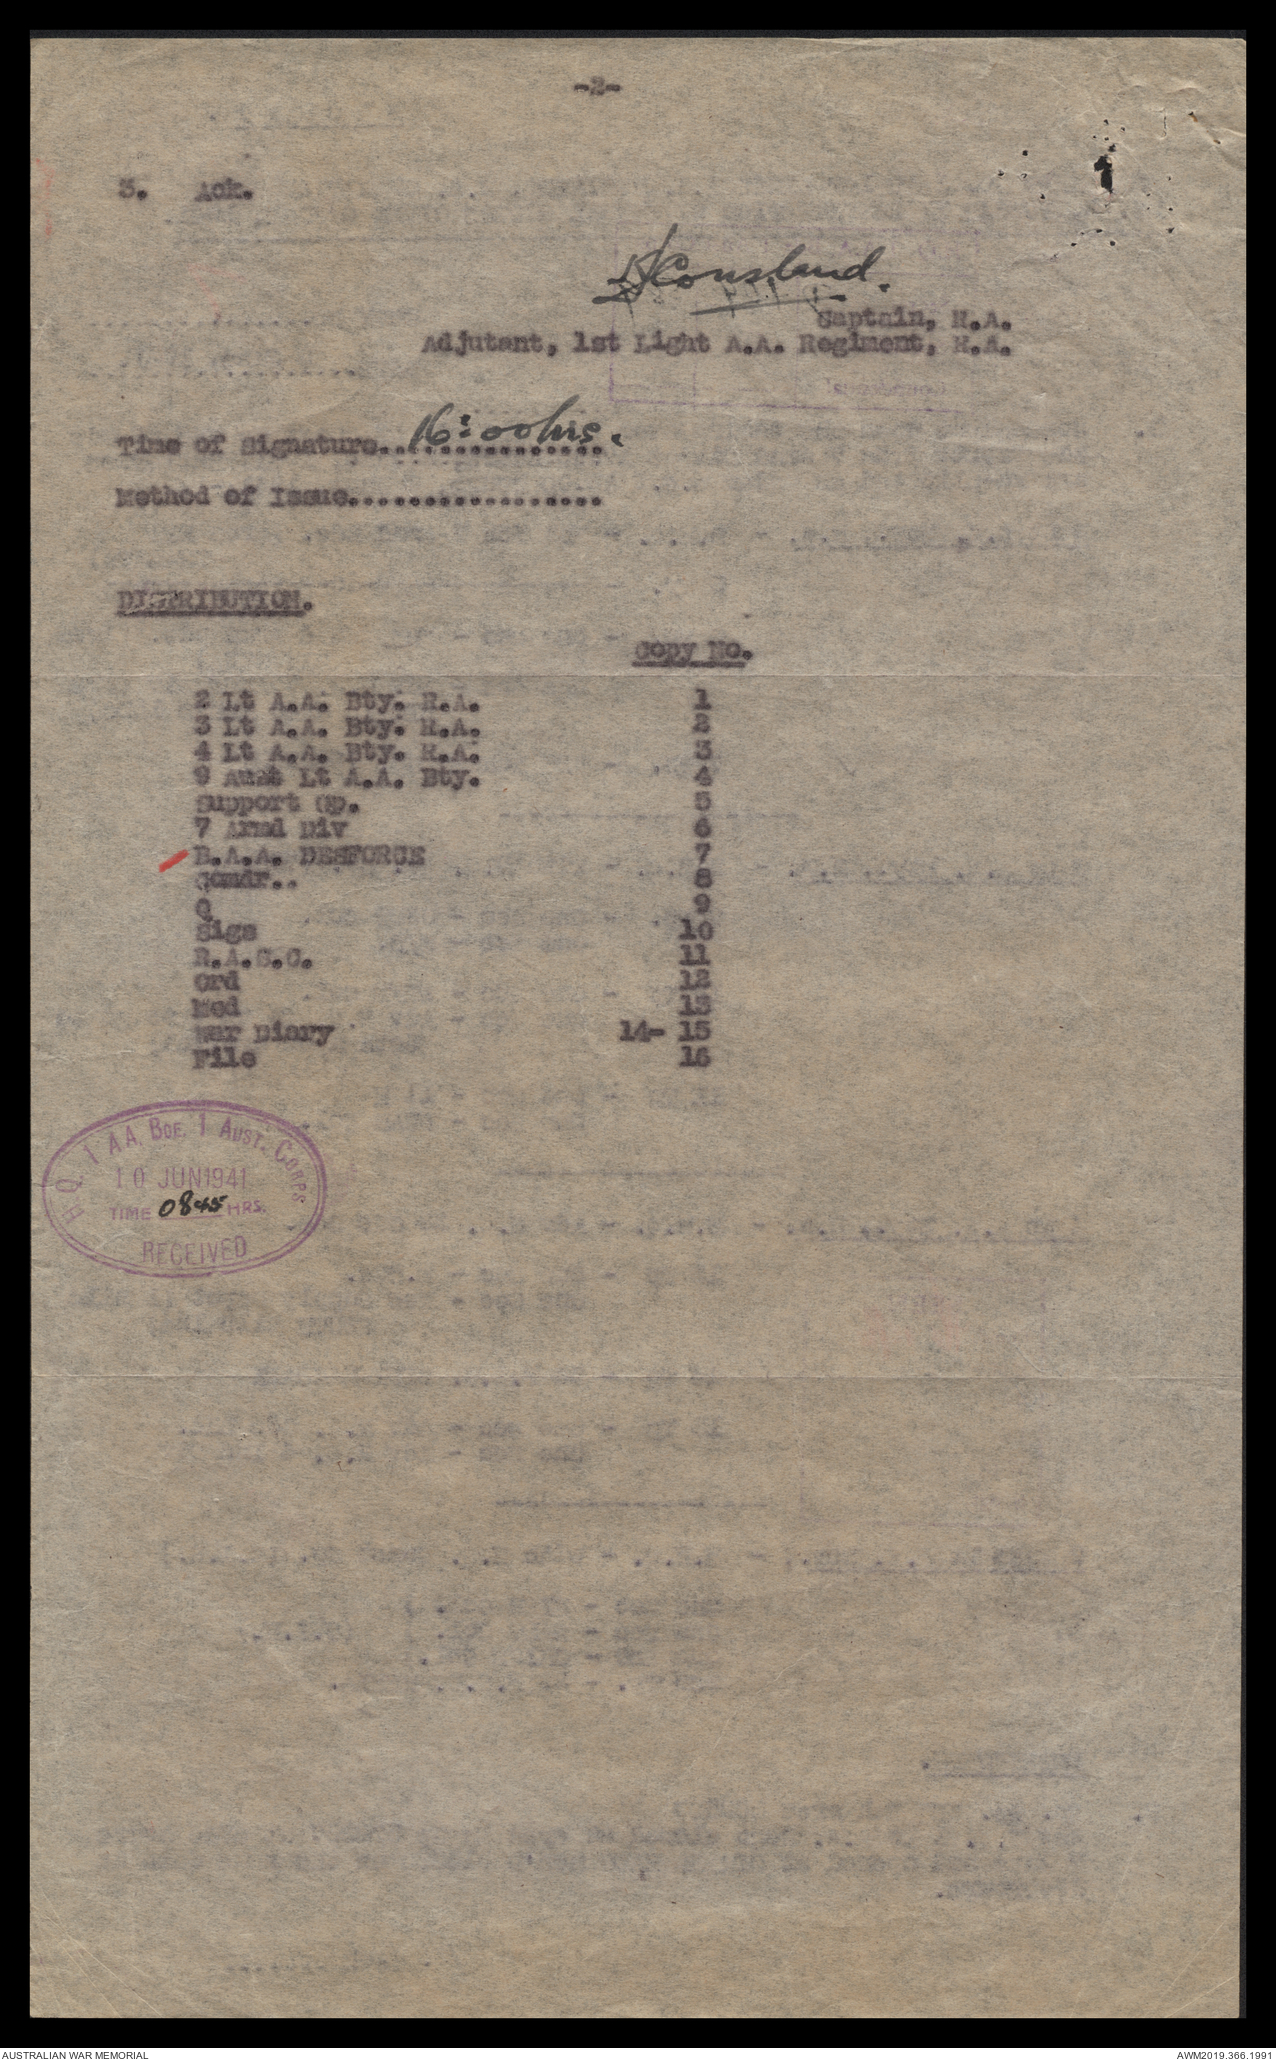 -2-
3. Ack.
Captain, R.A.
Adjutant, 1st Light A.A. Regiment, R.A.
Time of Signature..16:00hrs.
Method of Issue.................
DISTRIBUTION.
Copy No.
2 Lt A.A. Bty. R.A. 1
3 Lt A.A. Bty. R.A. 2
4 Lt A.A. Bty. R.A. 3
9 Aust Lt A.A. Bty. 4
Support Gp. 5
7 Armd Div 6
B.A.A. DESFORCE 7
Comdr.. 8
Q 9
Sigs 10
R.A.S.C. 11
Ord 12
Med 13
War Diary 14- 15
File 16
H.Q. 1 A A. BDE. 1 AUST. CORPS
10 JUN 1941
TIME 0845 HRS.
RECEIVED
AUSTRALIAN WAR MEMORIAL
AWM2019.366.1991